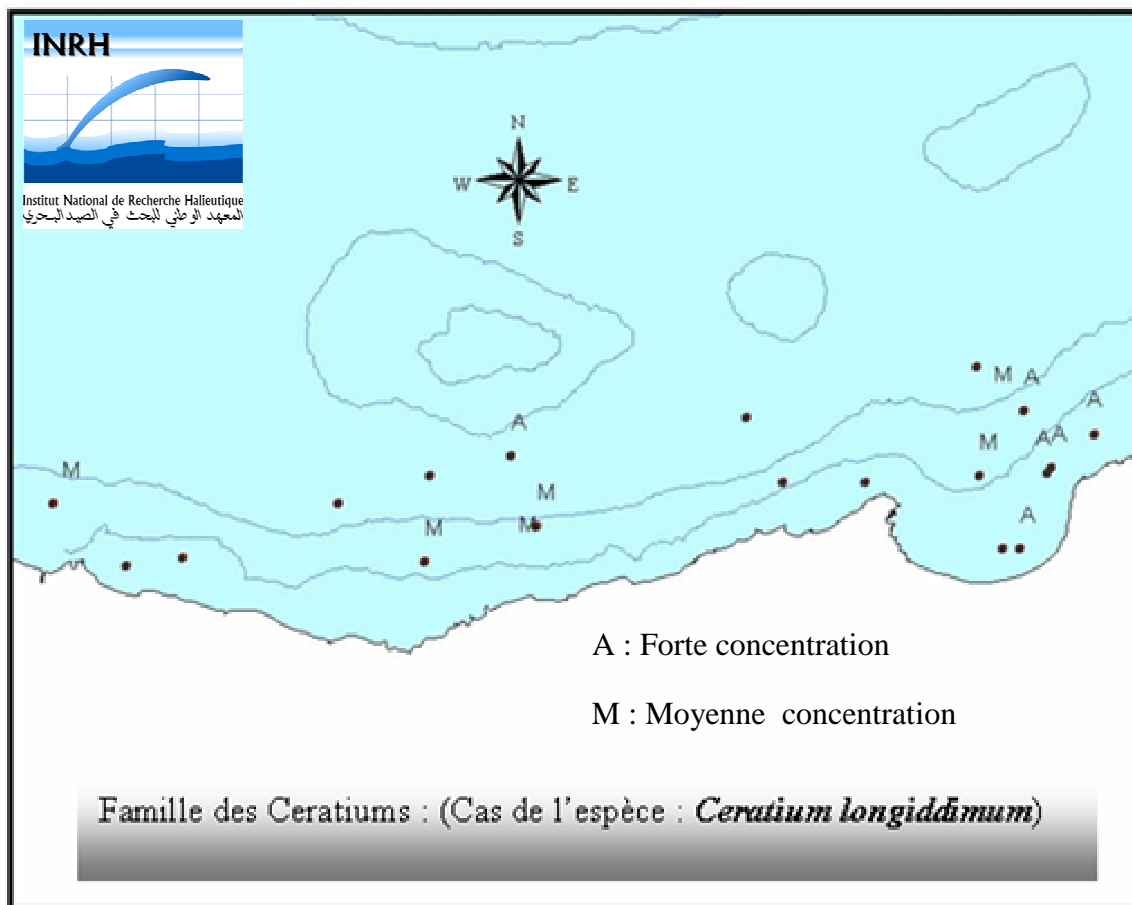 INRH
Institut National de Recherche Halieutique
المعهد الوطني للبحث في الصيد البحري
N
W E
S
M A
A
A
M A A
M
M
M M
A
A : Forte concentration
M : Moyenne concentration
Famille des Ceratiums : (Cas de l'espèce : Ceratium longiddimum)